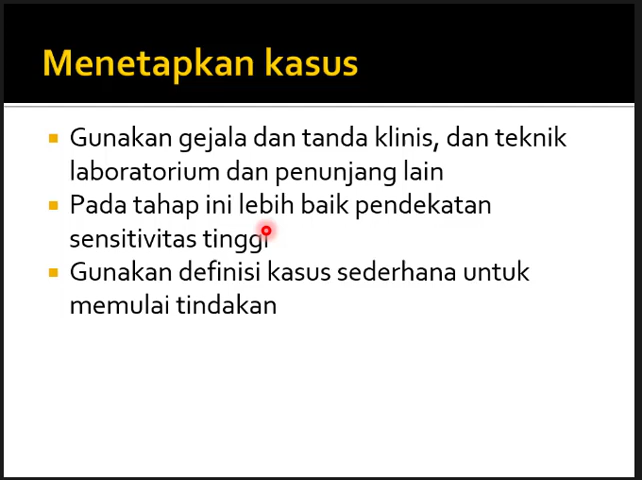 Menetapkan kasus
Gunakan gejala dan tanda klinis, dan teknik
laboratorium dan penunjang lain
Pada tahap ini lebih baik pendekatan
sensitivitas tinggi
Gunakan definisi kasus sederhana untuk
memulai tindakan